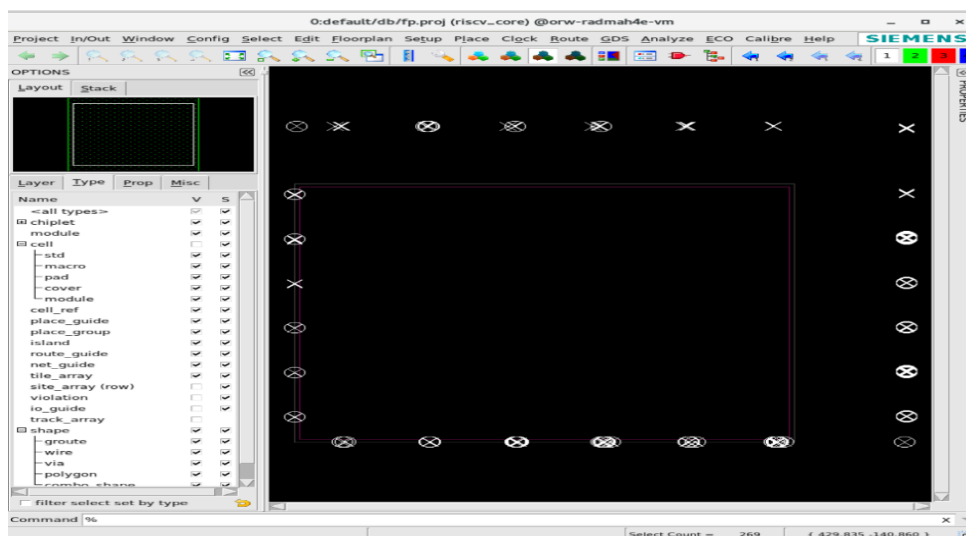 0:default/db/fp.proj (riscv_core) @orw-radmah4e-vm
Project In/Out Window Config Select Edit Floorplan Setup Place Clock Route GDS Analyze ECO Calibre Help SIEMENS
1 2 3
OPTIONS
Layout Stack
PROPERTIES
Layer Type Prop Misc
Name V S
<all types>
chiplet
module
cell
std
macro
pad
cover
module
cell_ref
place_guide
place_group
island
route_guide
net_guide
tile_array
site_array (row)
violation
io_guide
track_array
shape
groute
wire
via
polygon
combo_shape
filter select set by type
Command %
Select Count = 269 ( 429.835 -140.860 )